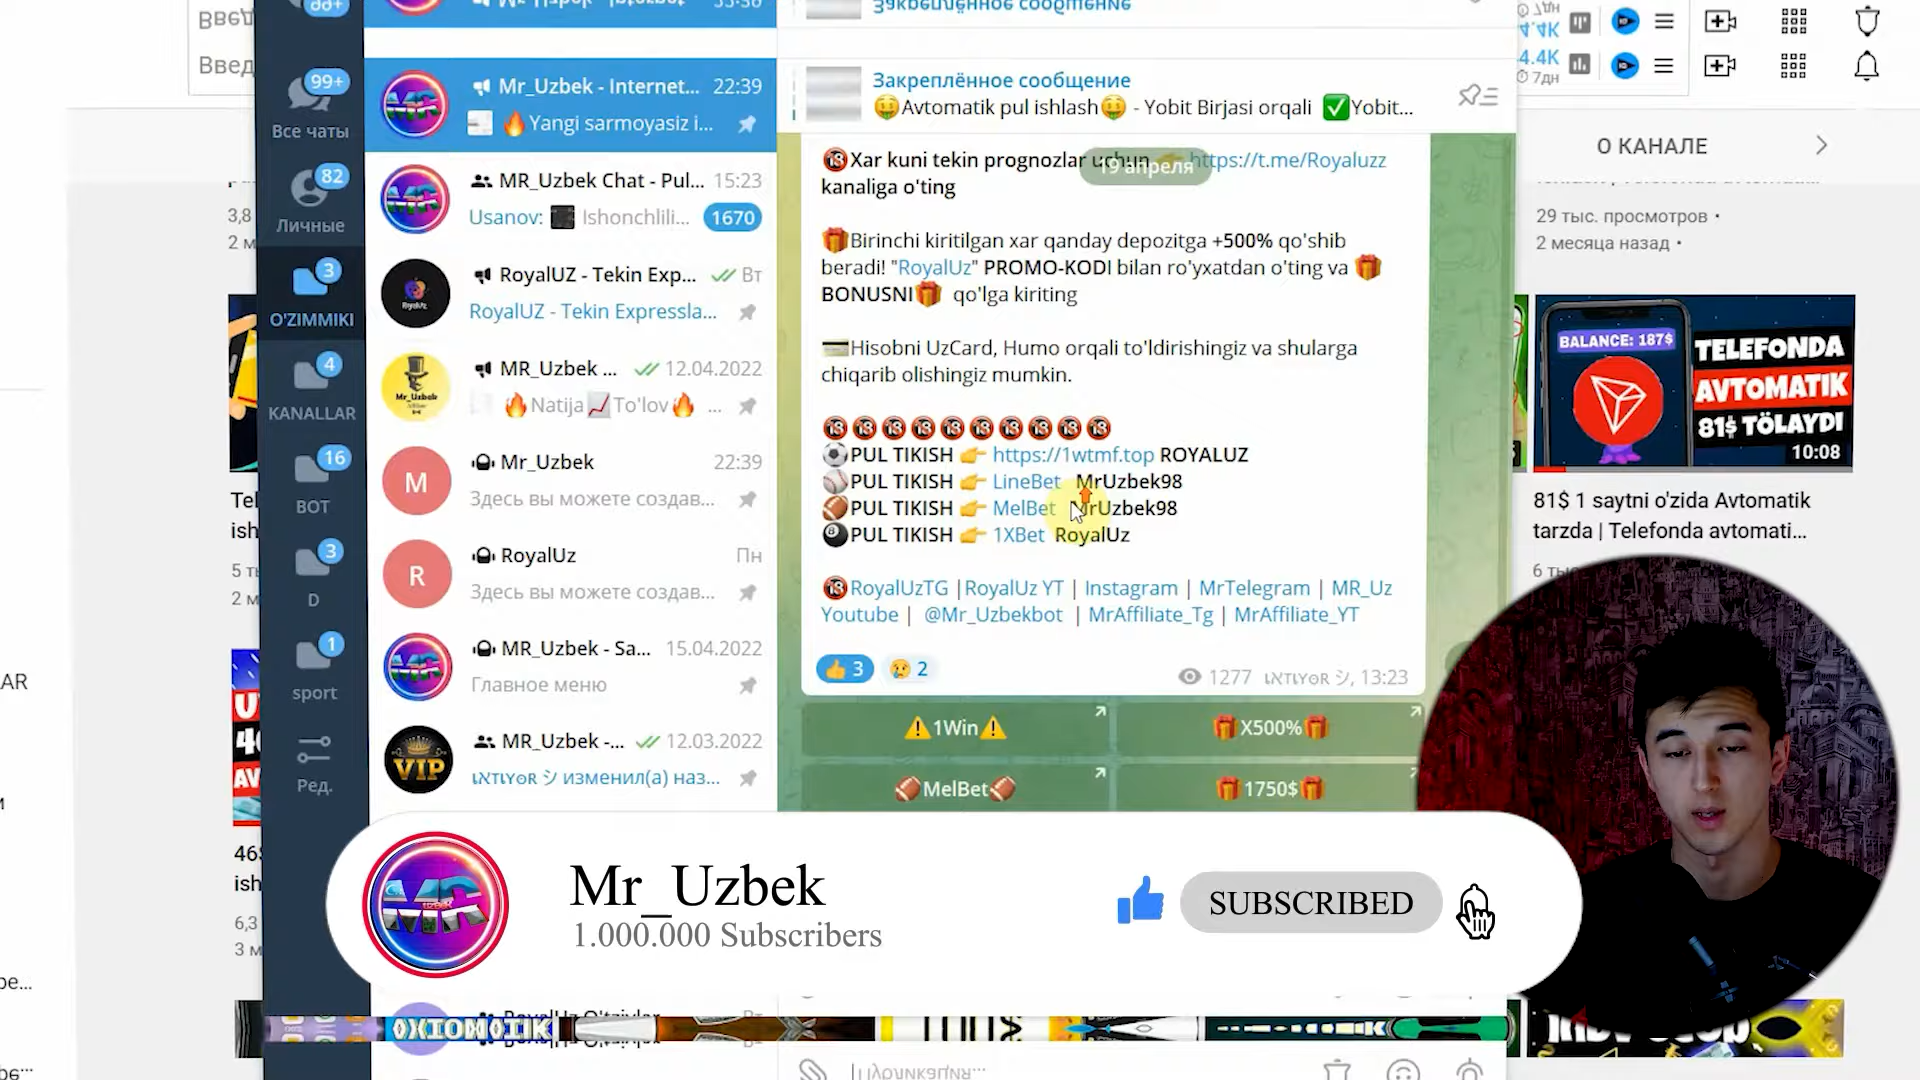 Введ
Введ
99+
Все чаты
82
Личные
3
O'ZIMMIKI
4
KANALLAR
16
BOT
3
D
1
sport
Ред.
Mr_Uzbek - Internet... 22:39
🔥Yangi sarmoyasiz i...
MR_Uzbek Chat - Pul... 15:23
Usanov: Ishonchlili... 1670
RoyalUZ - Tekin Exp... Вт
RoyalUZ - Tekin Expressla...
MR_Uzbek ... 12.04.2022
🔥Natija📈To'lov🔥 ...
M
Mr_Uzbek 22:39
Здесь вы можете создав...
R
RoyalUz Пн
Здесь вы можете создав...
MR_Uzbek - Sa... 15.04.2022
Главное меню
VIP
MR_Uzbek -... 12.03.2022
изменил(а) наз...
Закреплённое сообщение
Закреплённое сообщение
🤑Avtomatik pul ishlash🤑 - Yobit Birjasi orqali ✅Yobit...
19 апреля
🔞Xar kuni tekin prognozlar uchun 👉 https://t.me/Royaluzz
kanaliga o'ting
🎁Birinchi kiritilgan xar qanday depozitga +500% qo'shib
beradi! "RoyalUz" PROMO-KODI bilan ro'yxatdan o'ting va 🎁
BONUSNI🎁 qo'lga kiriting
💳Hisobni UzCard, Humo orqali to'ldirishingiz va shularga
chiqarib olishingiz mumkin.
🔞🔞🔞🔞🔞🔞🔞🔞🔞🔞
⚽PUL TIKISH 👉 https://1wtmf.top ROYALUZ
⚾PUL TIKISH 👉 LineBet MrUzbek98
🏈PUL TIKISH 👉 MelBet MrUzbek98
🎱PUL TIKISH 👉 1XBet RoyalUz
🔞RoyalUzTG |RoyalUz YT | Instagram | MrTelegram | MR_Uz
Youtube | @Mr_Uzbekbot | MrAffiliate_Tg | MrAffiliate_YT
👍 3 😢 2
1277 13:23
⚠️1Win⚠️
🎁X500%🎁
🏈MelBet🏈
🎁1750$🎁
4.4K
7дн
4.4K
7дн
О КАНАЛЕ
29 тыс. просмотров •
2 месяца назад •
BALANCE: 187$
TELEFONDA
AVTOMATIK
81$ TÖLAYDI
10:08
81$ 1 saytni o'zida Avtomatik
tarzda | Telefonda avtomati...
Mr_Uzbek
1.000.000 Subscribers
SUBSCRIBED